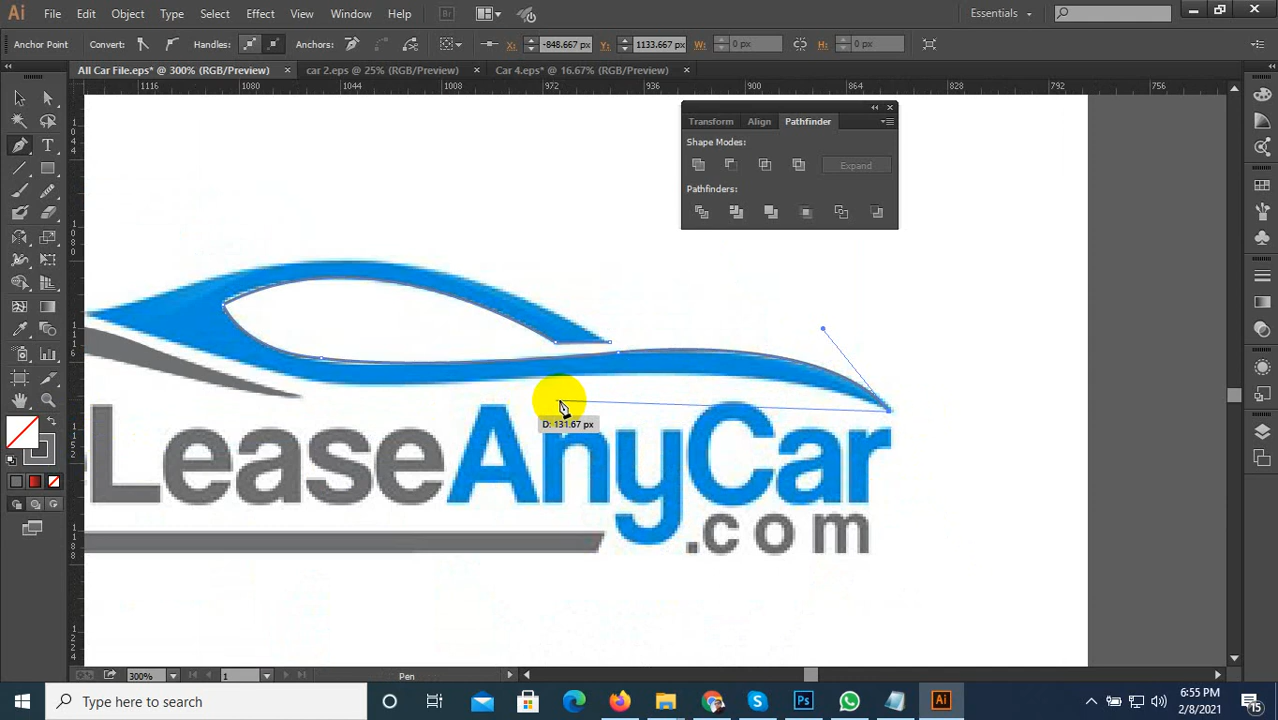 Ai File Edit Object Type Select Effect View Window Help Br Essentials
Anchor Point Convert: Handles: Anchors: X: -848.667 px Y: 1133.667 px W: 0 px H: 0 px
All Car File.eps* @ 300% (RGB/Preview) × car 2.eps @ 25% (RGB/Preview) × Car 4.eps* @ 16.67% (RGB/Preview) ×
1116 1080 1044 1008 972 936 900 864 828 792 756
Transform Align Pathfinder
Shape Modes:
Expand
Pathfinders:
D: 131.67 px
LeaseAnyCar
.com
300% 1 Pen
Type here to search
Ps Ai
6:55 PM
2/8/2021
15